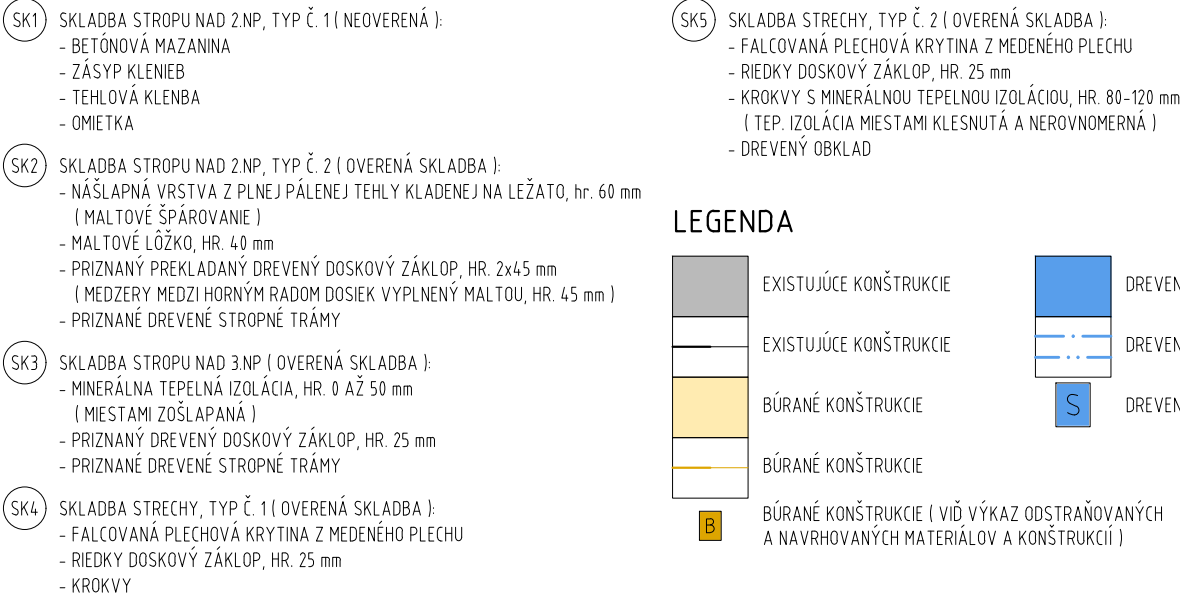 SK1 SKLADBA STROPU NAD 2.NP, TYP Č. 1 ( NEOVERENÁ ):
- BETÓNOVÁ MAZANINA
- ZÁSYP KLENIEB
- TEHLOVÁ KLENBA
- OMIETKA
SK2 SKLADBA STROPU NAD 2.NP, TYP Č. 2 ( OVERENÁ SKLADBA ):
- NÁŠLAPNÁ VRSTVA Z PLNEJ PÁLENEJ TEHLY KLADENEJ NA LEŽATO, hr. 60 mm
( MALTOVÉ ŠPÁROVANIE )
- MALTOVÉ LÔŽKO, HR. 40 mm
- PRIZNANÝ PREKLADANÝ DREVENÝ DOSKOVÝ ZÁKLOP, HR. 2x45 mm
( MEDZERY MEDZI HORNÝM RADOM DOSIEK VYPLNENÝ MALTOU, HR. 45 mm )
- PRIZNANÉ DREVENÉ STROPNÉ TRÁMY
SK3 SKLADBA STROPU NAD 3.NP ( OVERENÁ SKLADBA ):
- MINERÁLNA TEPELNÁ IZOLÁCIA, HR. 0 AŽ 50 mm
( MIESTAMI ZOŠLAPANÁ )
- PRIZNANÝ DREVENÝ DOSKOVÝ ZÁKLOP, HR. 25 mm
- PRIZNANÉ DREVENÉ STROPNÉ TRÁMY
SK4 SKLADBA STRECHY, TYP Č. 1 ( OVERENÁ SKLADBA ):
- FALCOVANÁ PLECHOVÁ KRYTINA Z MEDENÉHO PLECHU
- RIEDKY DOSKOVÝ ZÁKLOP, HR. 25 mm
- KROKVY
SK5 SKLADBA STRECHY, TYP Č. 2 ( OVERENÁ SKLADBA ):
- FALCOVANÁ PLECHOVÁ KRYTINA Z MEDENÉHO PLECHU
- RIEDKY DOSKOVÝ ZÁKLOP, HR. 25 mm
- KROKVY S MINERÁLNOU TEPELNOU IZOLÁCIOU, HR. 80-120 mm
( TEP. IZOLÁCIA MIESTAMI KLESNUTÁ A NEROVNOMERNÁ )
- DREVENÝ OBKLAD
LEGENDA
EXISTUJÚCE KONŠTRUKCIE
EXISTUJÚCE KONŠTRUKCIE
BÚRANÉ KONŠTRUKCIE
BÚRANÉ KONŠTRUKCIE
B BÚRANÉ KONŠTRUKCIE ( VIĎ VÝKAZ ODSTRAŇOVANÝCH
A NAVRHOVANÝCH MATERIÁLOV A KONŠTRUKCIÍ )
DREVEN
DREVEN
S DREVEN